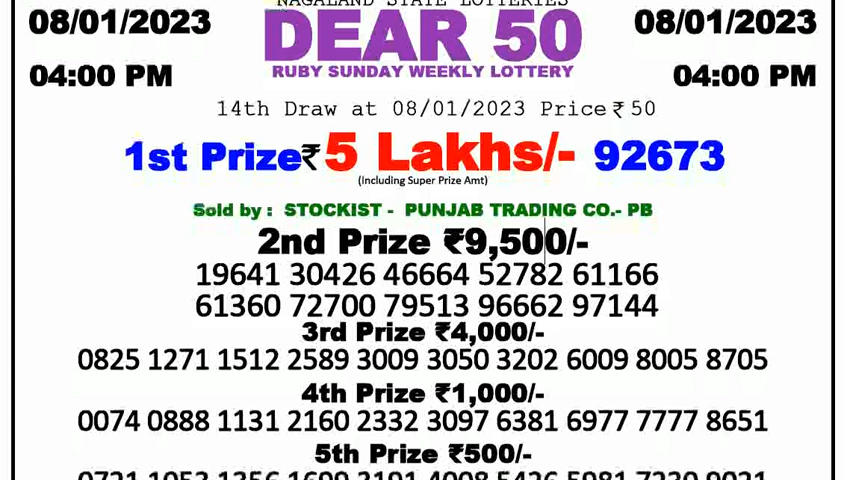 NAGALAND STATE LOTTERIES
08/01/2023 DEAR 50 08/01/2023
04:00 PM RUBY SUNDAY WEEKLY LOTTERY 04:00 PM
14th Draw at 08/01/2023 Price ₹ 50
1st Prize ₹ 5 Lakhs/- 92673
(Including Super Prize Amt)
Sold by : STOCKIST - PUNJAB TRADING CO.- PB
2nd Prize ₹9,500/-
19641 30426 46664 52782 61166
61360 72700 79513 96662 97144
3rd Prize ₹4,000/-
0825 1271 1512 2589 3009 3050 3202 6009 8005 8705
4th Prize ₹1,000/-
0074 0888 1131 2160 2332 3097 6381 6977 7777 8651
5th Prize ₹500/-